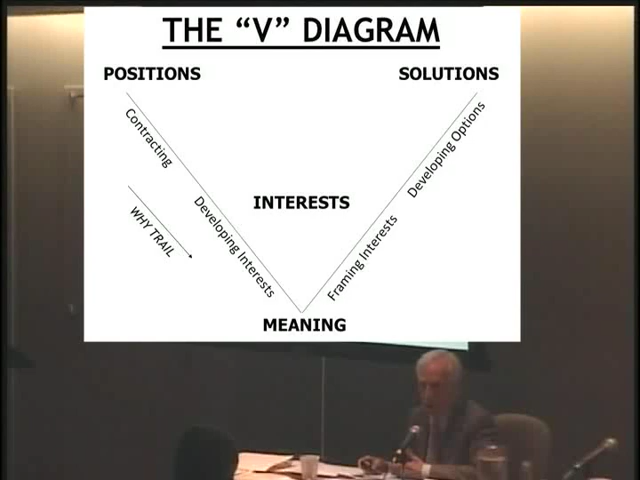 THE “V” DIAGRAM
POSITIONS
SOLUTIONS
Contracting
Developing Options
INTERESTS
WHY TRAIL
Developing Interests
Framing Interests
MEANING